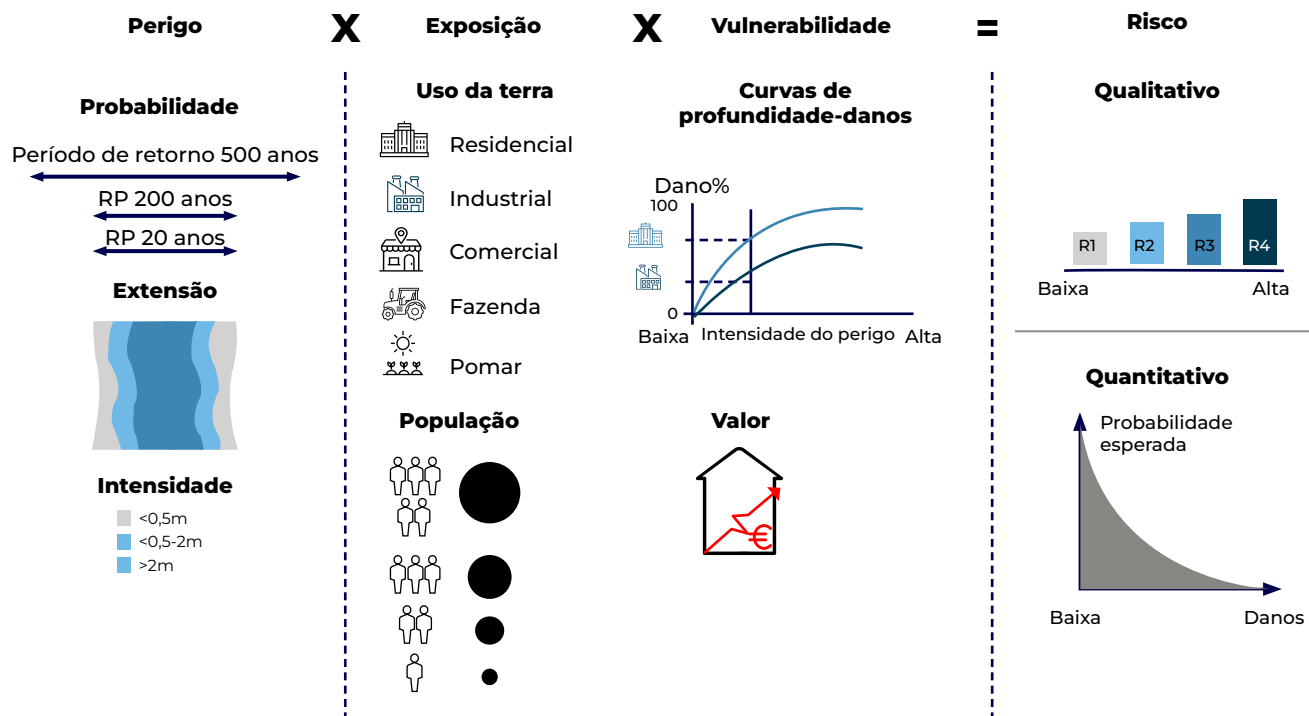 Perigo
X
Exposição
X
Vulnerabilidade
=
Risco
Probabilidade
Período de retorno 500 anos
RP 200 anos
RP 20 anos
Extensão
Intensidade
<0,5m
<0,5-2m
>2m
Uso da terra
Residencial
Industrial
Comercial
Fazenda
Pomar
População
Curvas de
profundidade-danos
Dano%
100
0
Baixa
Intensidade do perigo
Alta
Valor
€
Qualitativo
R1
R2
R3
R4
Baixa
Alta
Quantitativo
Probabilidade
esperada
Baixa
Danos